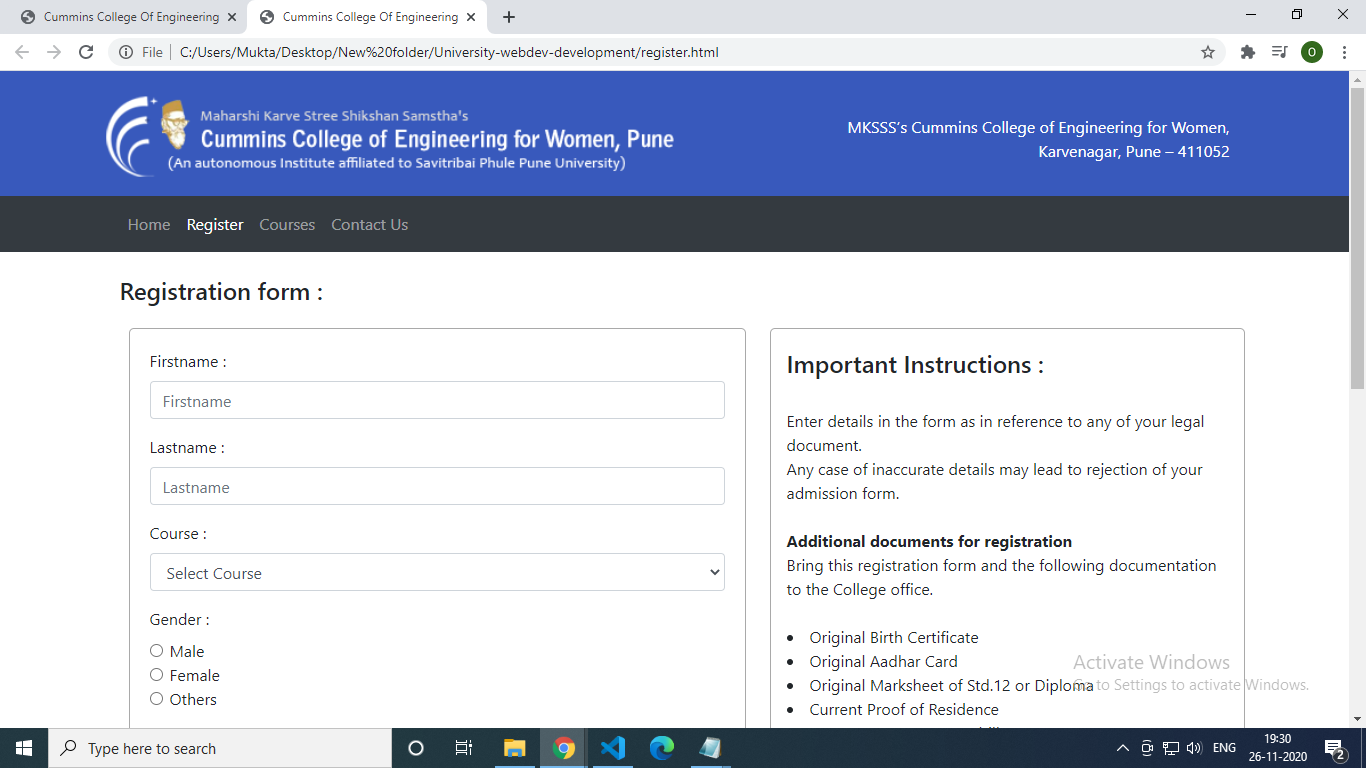 Cummins College Of Engineering
Cummins College Of Engineering
File
C:/Users/Mukta/Desktop/New%20folder/University-webdev-development/register.html
O
Maharshi Karve Stree Shikshan Samstha's
Cummins College of Engineering for Women, Pune
(An autonomous Institute affiliated to Savitribai Phule Pune University)
MKSSS's Cummins College of Engineering for Women,
Karvenagar, Pune – 411052
Home Register Courses Contact Us
Registration form :
Firstname :
Firstname
Lastname :
Lastname
Course :
Select Course
Gender :
Male
Female
Others
Important Instructions :
Enter details in the form as in reference to any of your legal
document.
Any case of inaccurate details may lead to rejection of your
admission form.
Additional documents for registration
Bring this registration form and the following documentation
to the College office.
• Original Birth Certificate
• Original Aadhar Card
• Original Marksheet of Std.12 or Diploma
• Current Proof of Residence
Activate Windows
Go to Settings to activate Windows.
Type here to search
ENG
19:30
26-11-2020
2